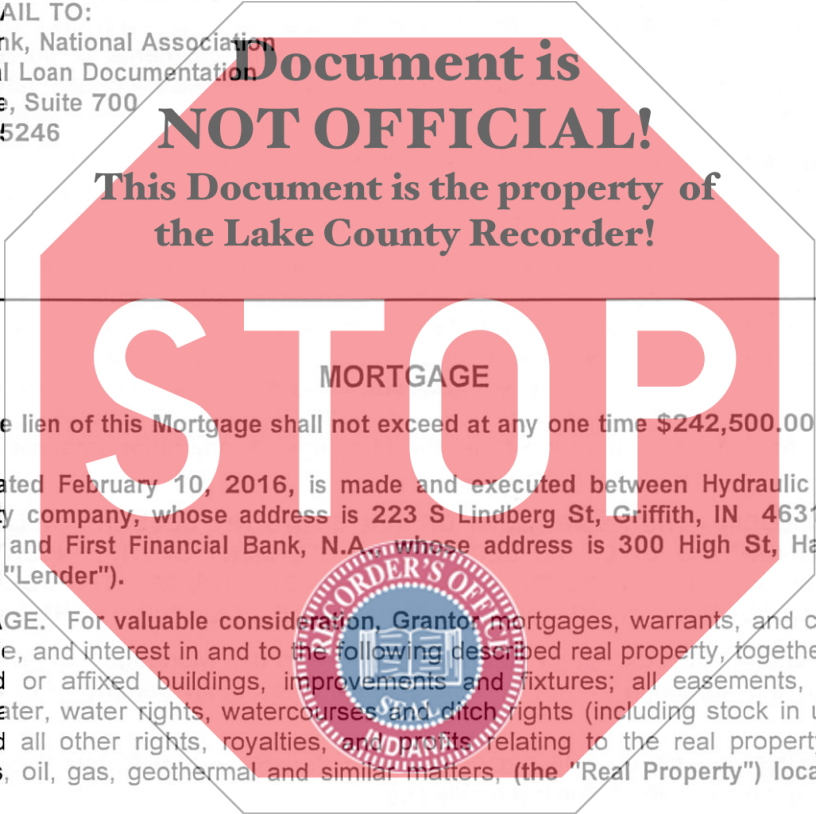 AIL TO:
nk, National Association
l Loan Documentation
e, Suite 700
5246
Document is
NOT OFFICIAL!
This Document is the property of
the Lake County Recorder!
STOP
MORTGAGE
e lien of this Mortgage shall not exceed at any one time $242,500.00
ated February 10, 2016, is made and executed between Hydraulic
y company, whose address is 223 S Lindberg St, Griffith, IN 4631
and First Financial Bank, N.A., whose address is 300 High St, Ha
"Lender").
AGE. For valuable consideration, Grantor mortgages, warrants, and c
e, and interest in and to the following described real property, togethe
d or affixed buildings, improvements and fixtures; all easements,
ater, water rights, watercourses and ditch rights (including stock in u
d all other rights, royalties, and profits relating to the real property
s, oil, gas, geothermal and similar matters, (the "Real Property") loca
RECORDER'S OFFICE
SEAL
INDIANA